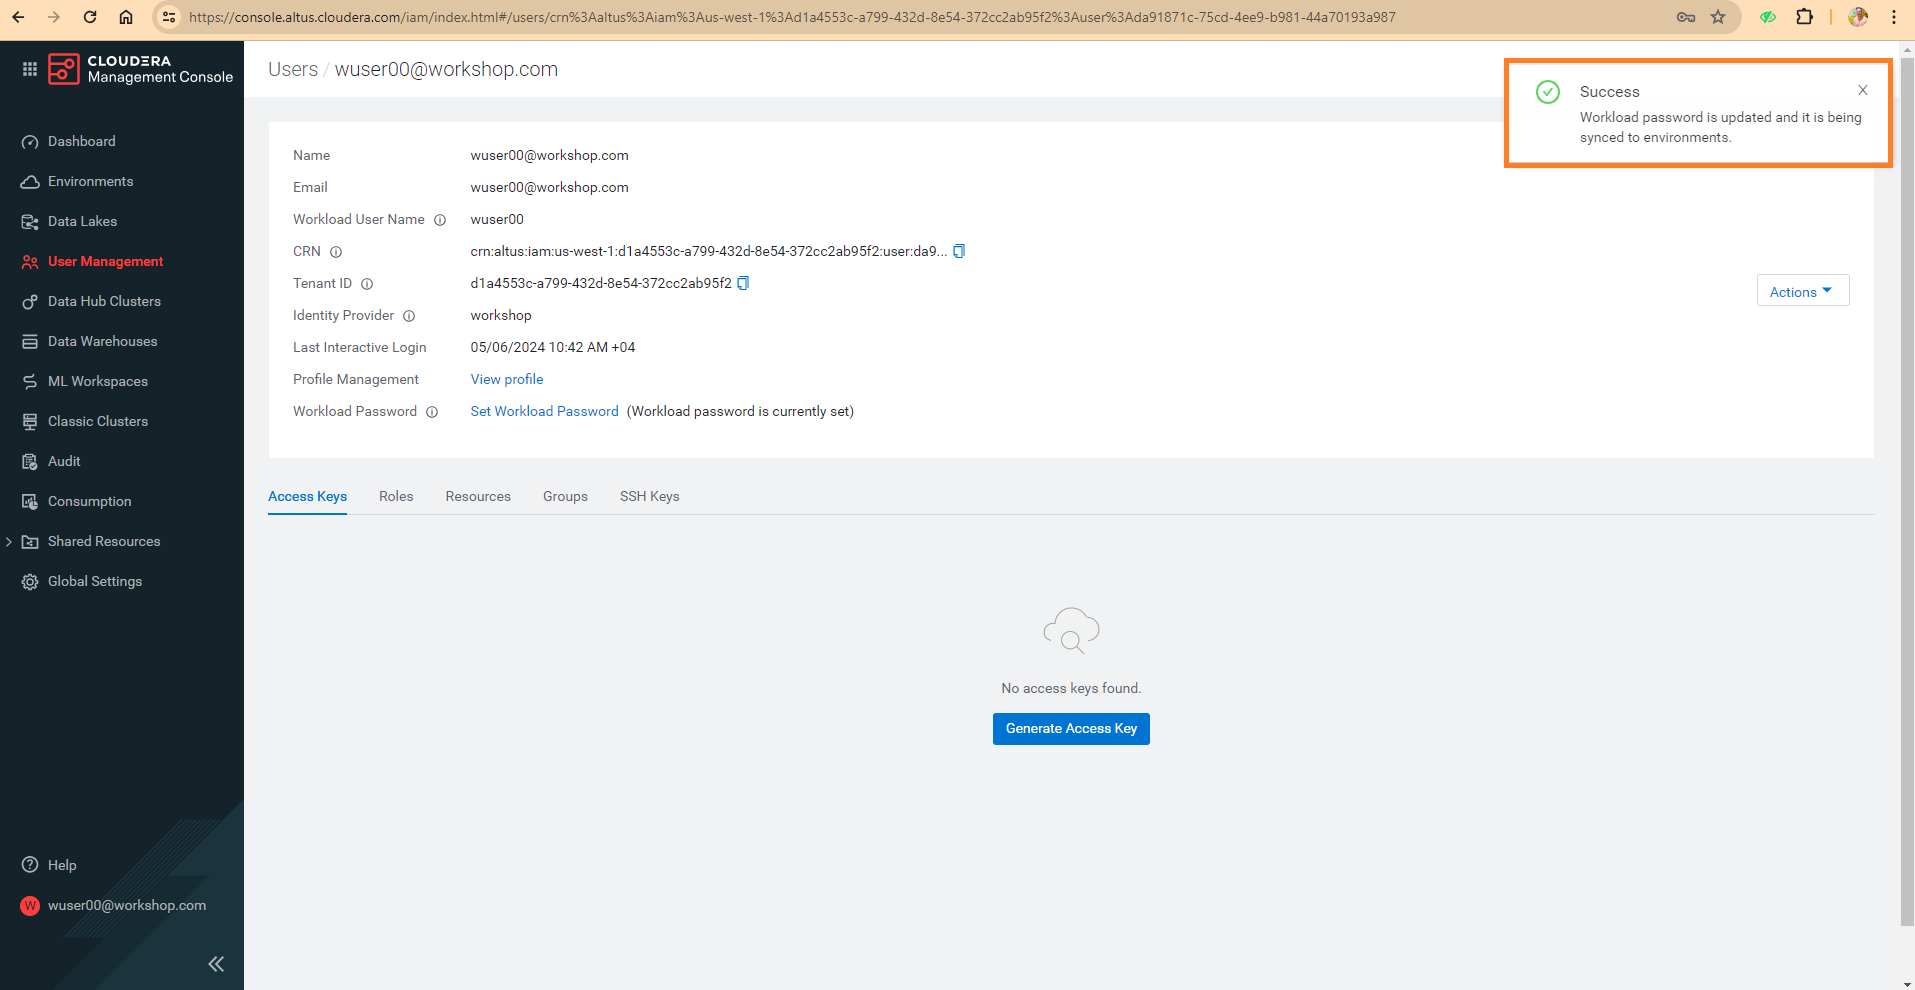 https://console.altus.cloudera.com/iam/index.html#/users/crn%3Aaltus%3Aiam%3Aus-west-1%3Ad1a4553c-a799-432d-8e54-372cc2ab95f2%3Auser%3Ada91871c-75cd-4ee9-b981-44a70193a987
CLOUDERA
Management Console
Dashboard
Environments
Data Lakes
User Management
Data Hub Clusters
Data Warehouses
ML Workspaces
Classic Clusters
Audit
Consumption
Shared Resources
Global Settings
Help
W wuser00@workshop.com
Users / wuser00@workshop.com
Success
Workload password is updated and it is being
synced to environments.
Name wuser00@workshop.com
Email wuser00@workshop.com
Workload User Name wuser00
CRN crn:altus:iam:us-west-1:d1a4553c-a799-432d-8e54-372cc2ab95f2:user:da9...
Tenant ID d1a4553c-a799-432d-8e54-372cc2ab95f2
Actions
Identity Provider workshop
Last Interactive Login 05/06/2024 10:42 AM +04
Profile Management View profile
Workload Password Set Workload Password (Workload password is currently set)
Access Keys Roles Resources Groups SSH Keys
No access keys found.
Generate Access Key